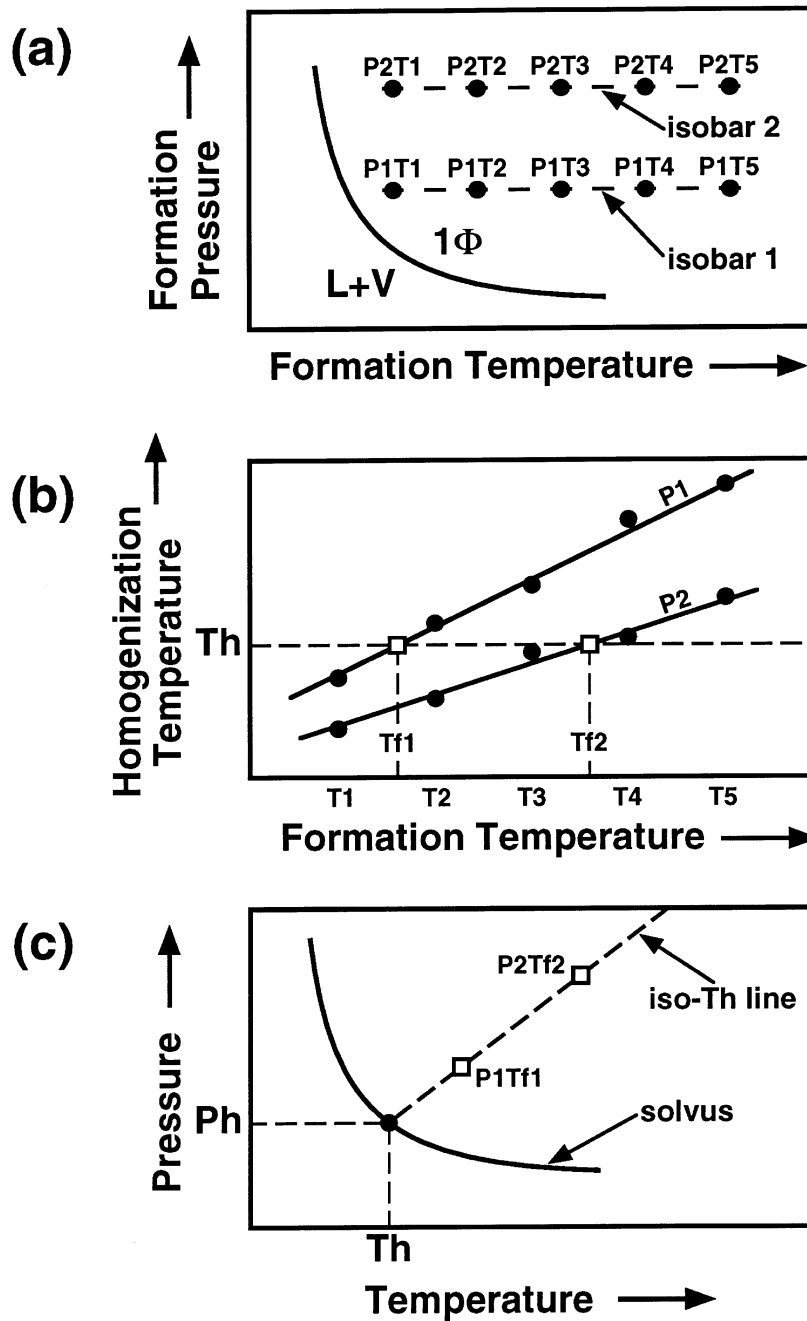 (a)
Formation
Pressure
P2T1 P2T2 P2T3 P2T4 P2T5
isobar 2
P1T1 P1T2 P1T3 P1T4 P1T5
isobar 1
1Φ
L+V
Formation Temperature
(b)
Homogenization
Temperature
P1
P2
Th
Tf1 Tf2
T1 T2 T3 T4 T5
Formation Temperature
(c)
Pressure
P2Tf2
iso-Th line
P1Tf1
Ph
solvus
Th
Temperature